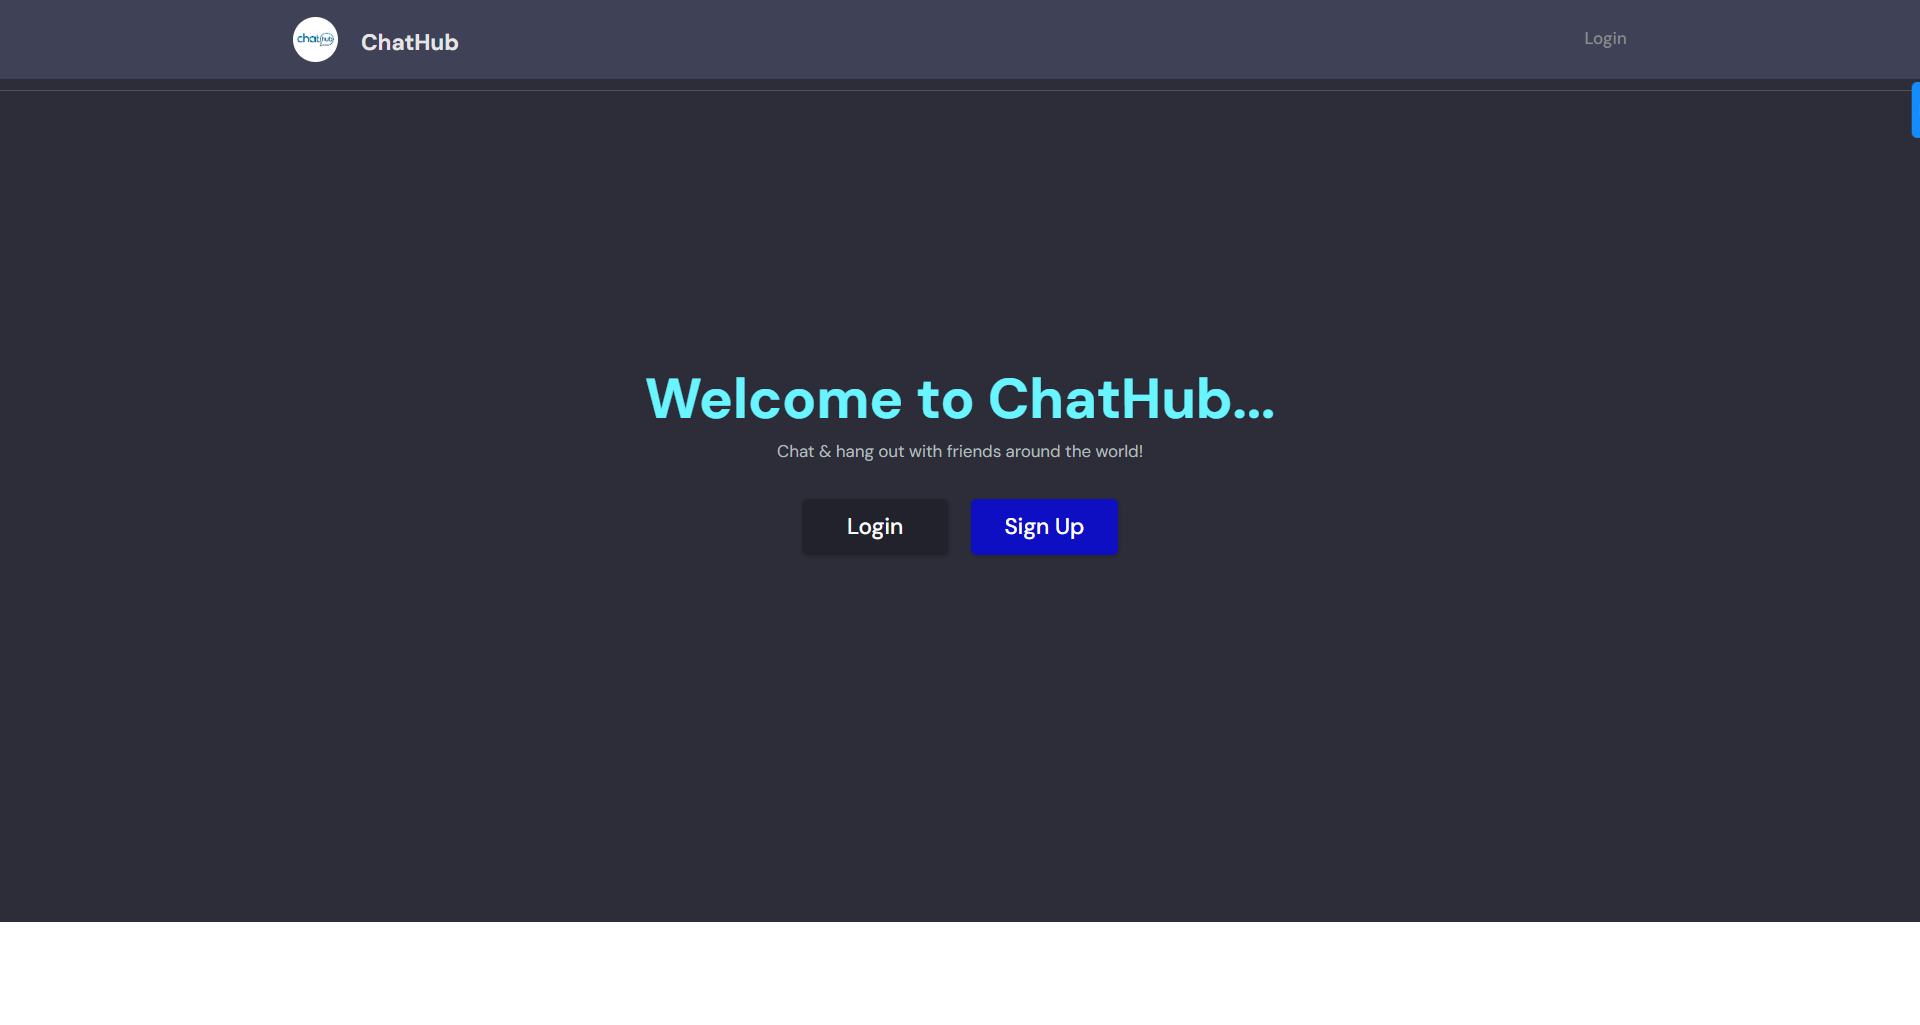 chathub
ChatHub
Login
Welcome to ChatHub...
Chat & hang out with friends around the world!
Login
Sign Up